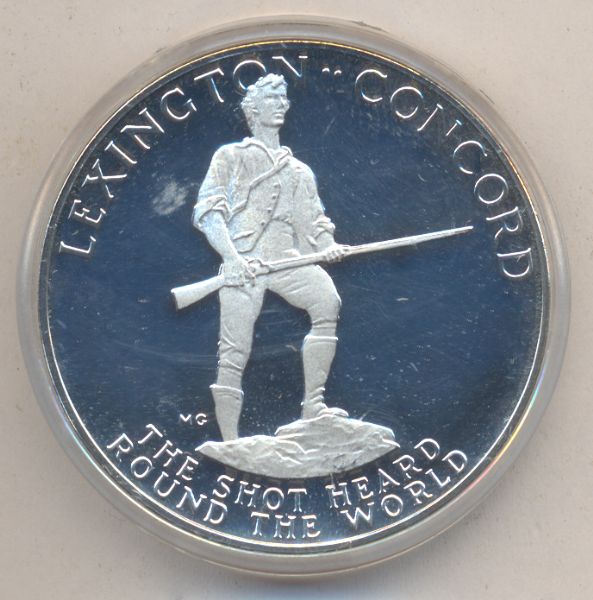 LEXINGTON·· CONCORD
MG
THE SHOT HEARD
ROUND THE WORLD